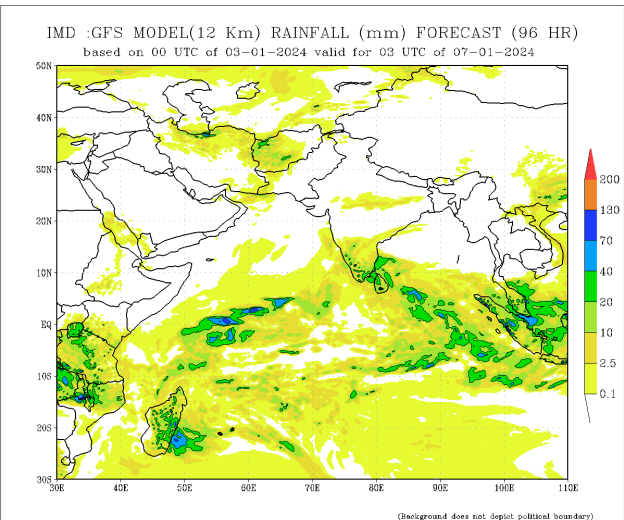 IMD :GFS MODEL(12 Km) RAINFALL (mm) FORECAST (96 HR)
based on 00 UTC of 03-01-2024 valid for 03 UTC of 07-01-2024
50N
40N
30N
20N
10N
EQ
10S
20S
30S
30E 40E 50E 60E 70E 80E 90E 100E 110E
200
130
70
40
20
10
2.5
0.1
(Background does not depict political boundary)